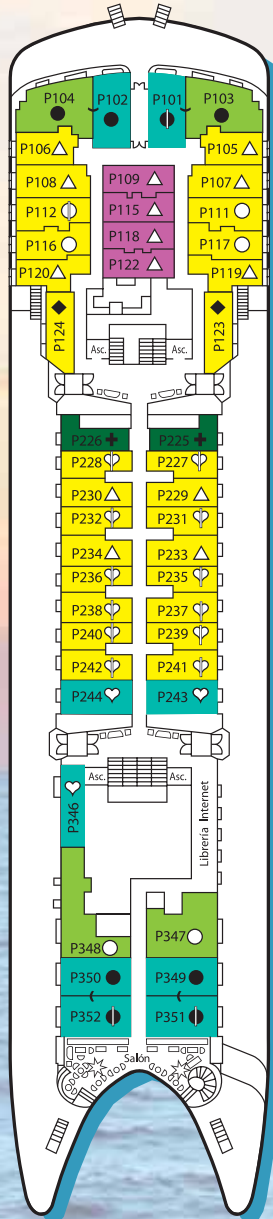 P104
P102
P101
P103
P106
P105
P109
P108
P107
P115
P112
P111
P118
P116
P117
P122
P120
P119
P124
P123
Asc.
Asc.
P226
P225
P228
P227
P230
P229
P232
P231
P234
P233
P236
P235
P238
P237
P240
P239
P242
P241
P244
P243
Asc.
Asc.
P346
Librería Internet
P348
P347
P350
P349
P352
P351
Salón